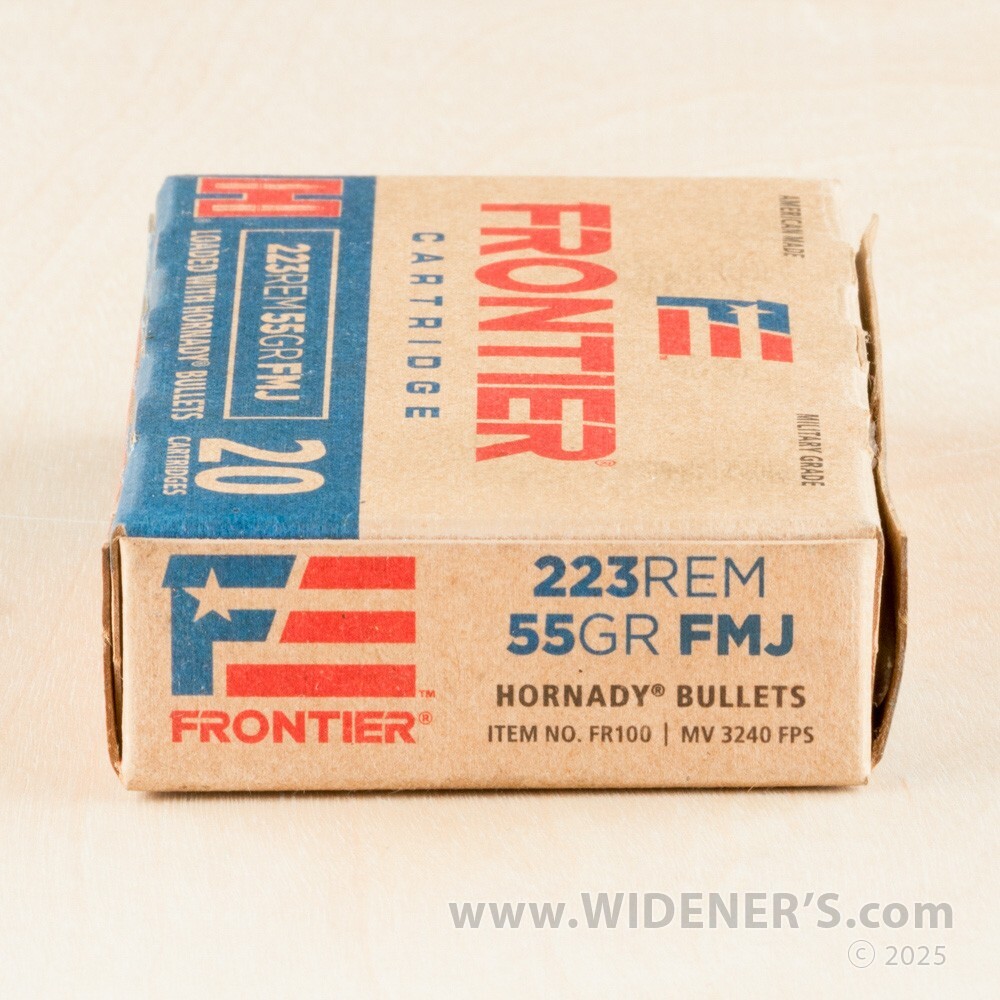 AMERICAN MADE
MILITARY GRADE
FRONTIER®
CARTRIDGE
223REM 55GR FMJ
LOADED WITH HORNADY® BULLETS
20
CARTRIDGES
™
FRONTIER®
223REM
55GR FMJ
HORNADY® BULLETS
ITEM NO. FR100 | MV 3240 FPS
www.WIDENER'S.com
© 2025